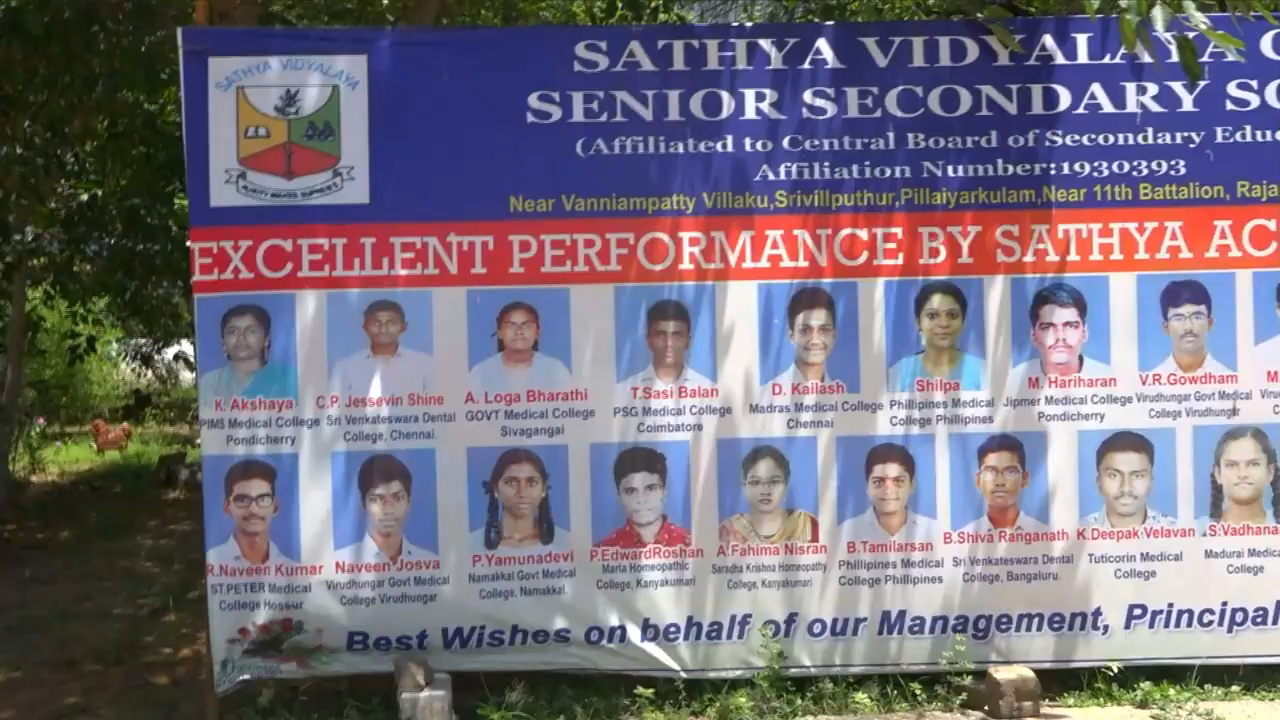 SATHYA VIDYALAYA
SATHYA VIDYALAYA
SENIOR SECONDARY
(Affiliated to Central Board of Secondary
Affiliation Number:1930393
Near Vanniampatty Villaku,Srivillputhur,Pillaiyarkulam,Near 11th Battalion,
EXCELLENT PERFORMANCE BY SATHYA
K. Akshaya
PIMS Medical College
Pondicherry
C.P. Jessevin Shine
Sri Venkateswara Dental
College, Chennai.
A. Loga Bharathi
GOVT Medical College
Sivagangai
T.Sasi Balan
PSG Medical College
Coimbatore
D. Kailash
Madras Medical College
Chennai
Shilpa
Phillipines Medical
College Phillipines
M. Hariharan
Jipmer Medical College
Pondicherry
V.R.Gowdham
Virudhungar Govt Medical
College Virudhungar
R.Naveen Kumar
ST.PETER Medical
College Hossur
Naveen Josva
Virudhungar Govt Medical
College Virudhungar
P.Yamunadevi
Namakkal Govt Medical
College, Namakkal.
P.EdwardRoshan
Maria Homeopathic
College, Kanyakumari
A.Fahima Nisran
Saradha Krishna Homeopathy
College, Kanyakumari
B.Tamilarsan
Phillipines Medical
College Phillipines
B.Shiva Ranganath
Sri Venkateswara Dental
College, Bangaluru.
K.Deepak Velavan
Tuticorin Medical
College
S.Vadhana
Madurai Medical
College
Best Wishes on behalf of our Management, Principal